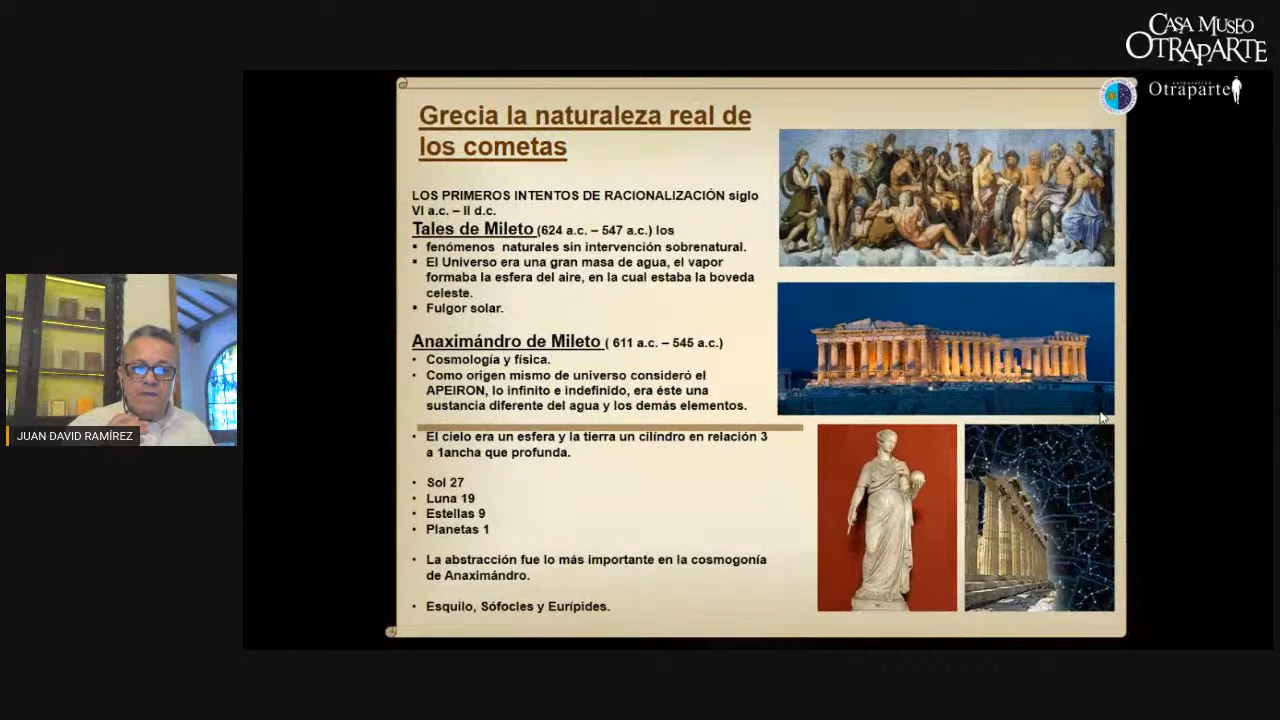 CASA MUSEO
OTRAPARTE
corporación
Otraparte
Grecia la naturaleza real de
los cometas
LOS PRIMEROS INTENTOS DE RACIONALIZACIÓN siglo
VI a.c. – II d.c.
Tales de Mileto (624 a.c. – 547 a.c.) los
▪ fenómenos naturales sin intervención sobrenatural.
▪ El Universo era una gran masa de agua, el vapor
formaba la esfera del aire, en la cual estaba la boveda
celeste.
▪ Fulgor solar.
Anaximándro de Mileto ( 611 a.c. – 545 a.c.)
• Cosmología y física.
• Como origen mismo de universo consideró el
APEIRON, lo infinito e indefinido, era éste una
sustancia diferente del agua y los demás elementos.
• El cielo era un esfera y la tierra un cilíndro en relación 3
a 1ancha que profunda.
• Sol 27
• Luna 19
• Estellas 9
• Planetas 1
• La abstracción fue lo más importante en la cosmogonía
de Anaximándro.
• Esquilo, Sófocles y Eurípides.
JUAN DAVID RAMÍREZ